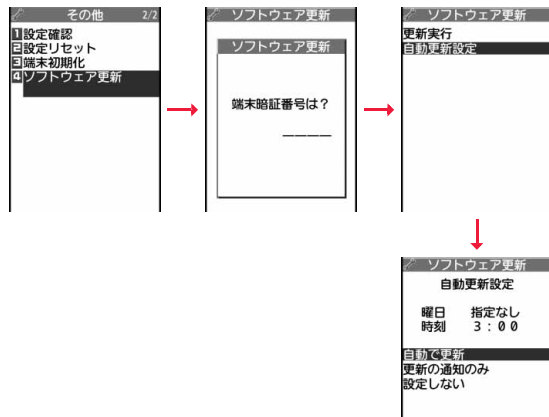 その他 2/2
1設定確認
2設定リセット
3端末初期化
4ソフトウェア更新
ソフトウェア更新
ソフトウェア更新
端末暗証番号は？
＿＿＿＿
ソフトウェア更新
更新実行
自動更新設定
ソフトウェア更新
自動更新設定
曜日 指定なし
時刻 3：00
自動で更新
更新の通知のみ
設定しない